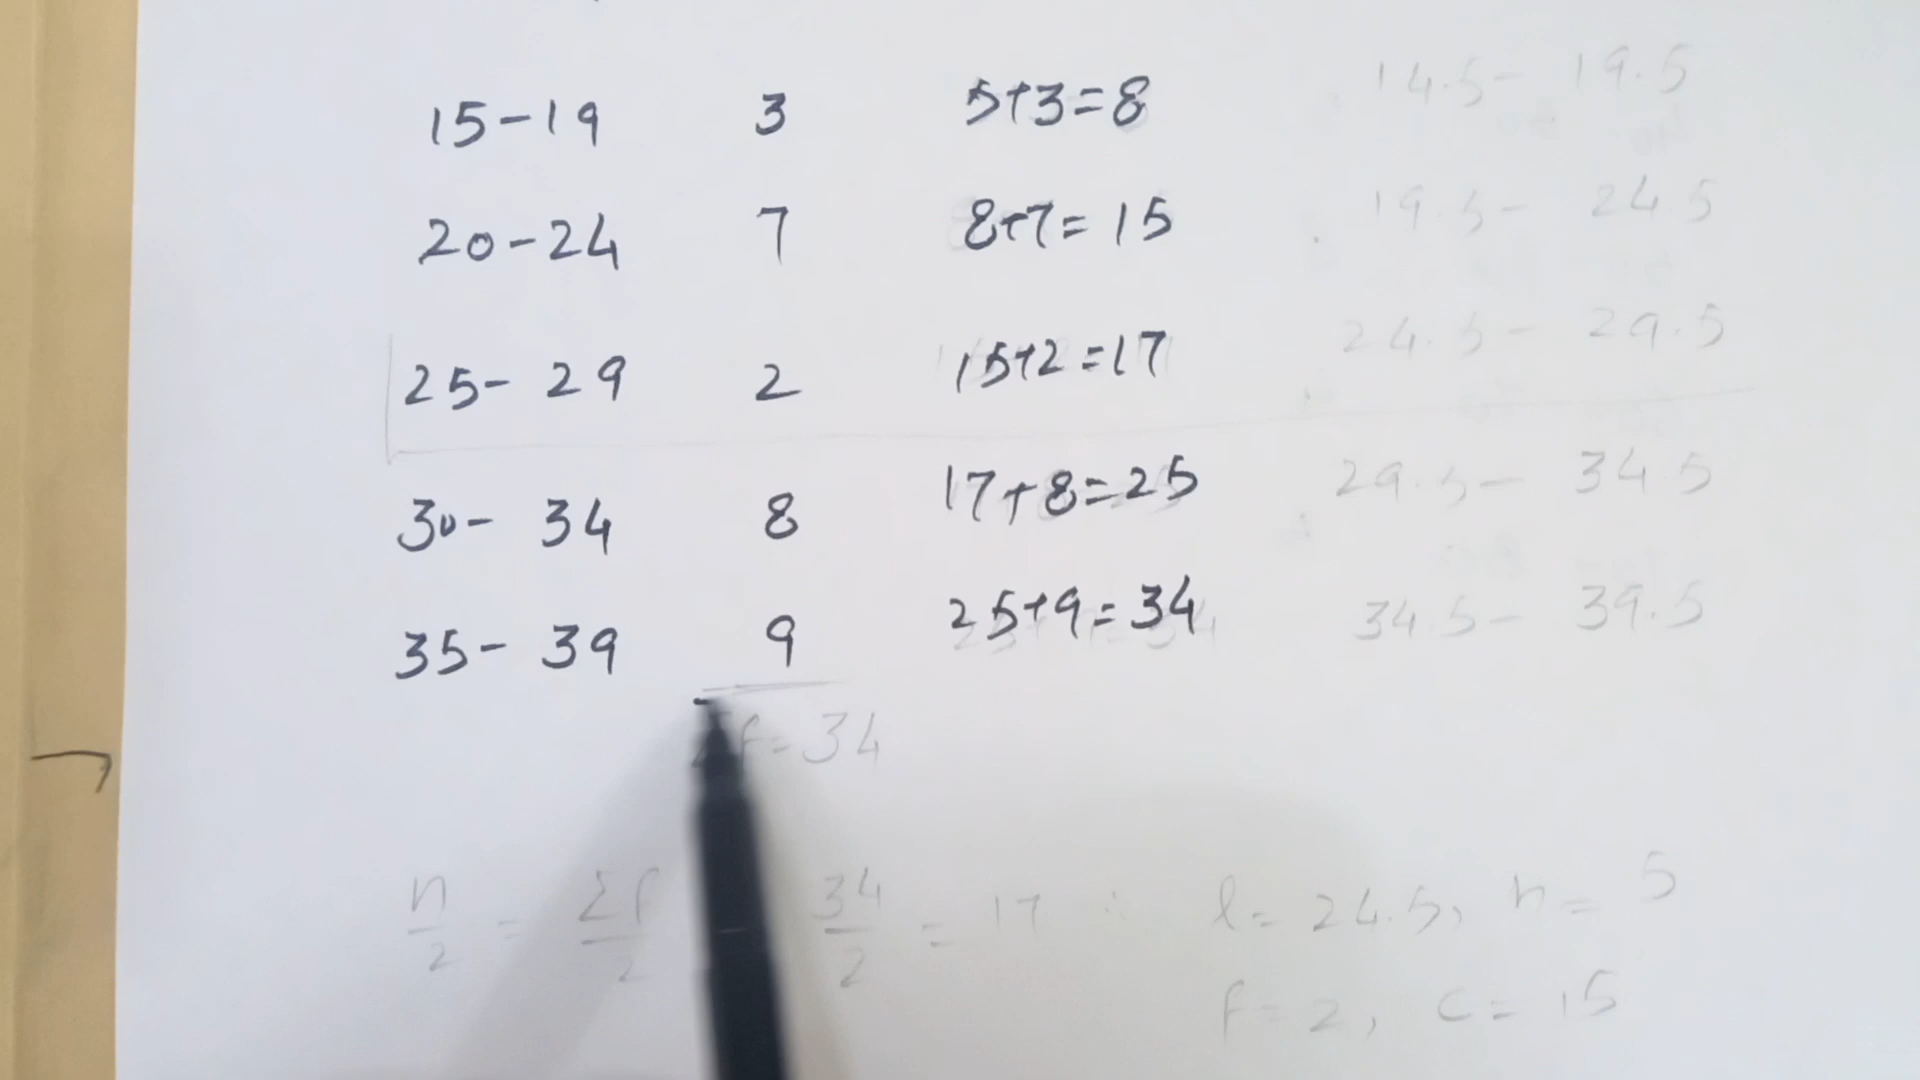 15-19 3 5+3=8 14.5- 19.5
20-24 7 8+7= 15 19.5- 24.5
25- 29 2 15+2=17 24.5- 29.5
30- 34 8 17+8=25 29.5- 34.5
35- 39 9 25+9=34 34.5- 39.5
Σf=34
n/2 = Σf/2 = 34/2 = 17 ∴ l= 24.5, h= 5
f=2, c=15